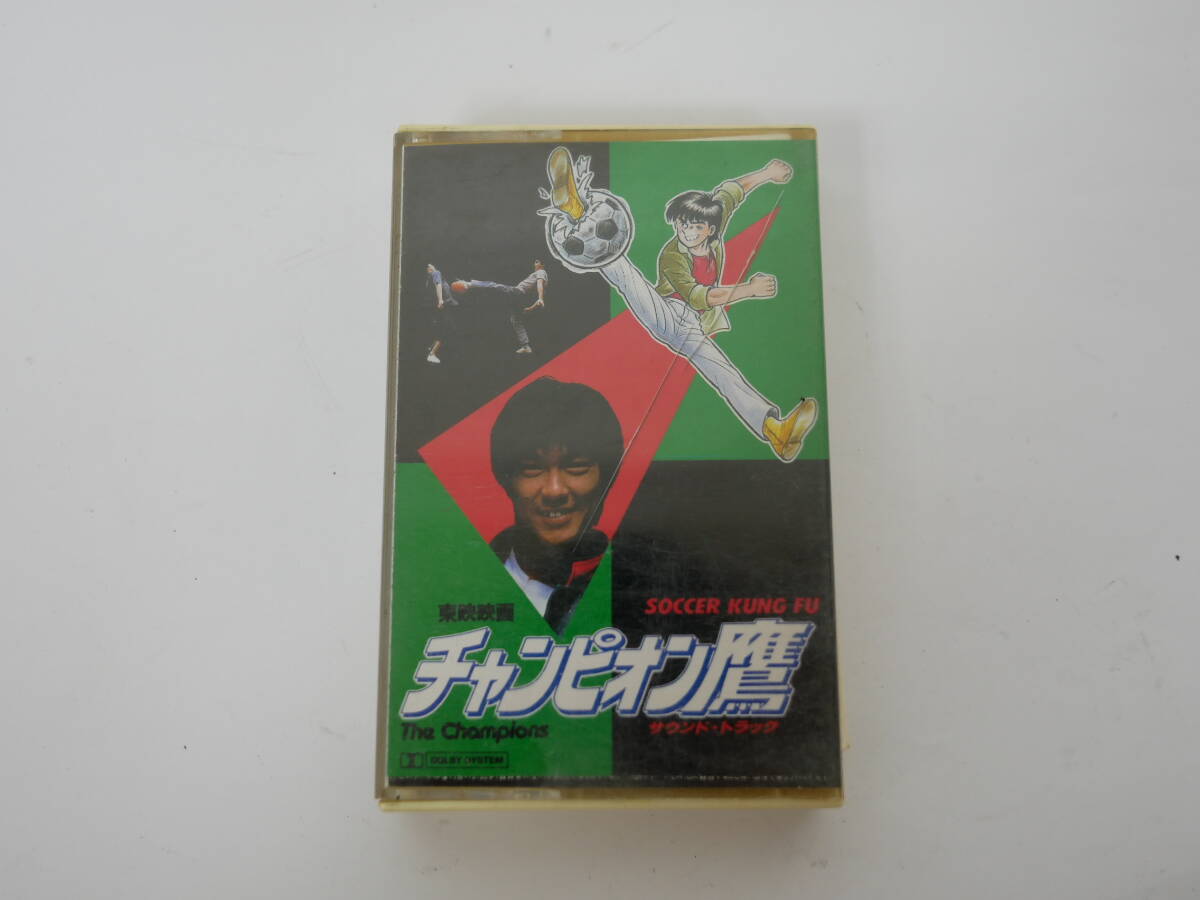 東映映画
SOCCER KUNG FU
チャンピオン鷹
The Champions
サウンド・トラック
DOLBY SYSTEM